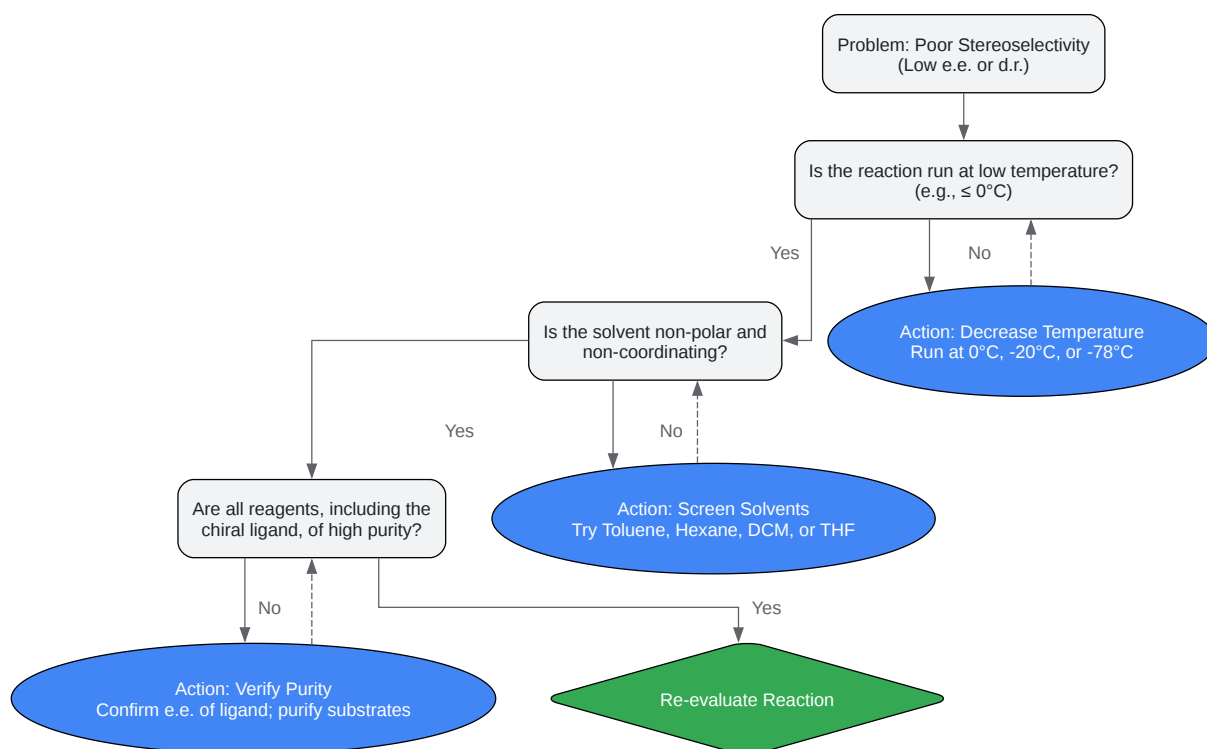 Problem: Poor Stereoselectivity
(Low e.e. or d.r.)
Is the reaction run at low temperature?
(e.g., ≤ 0°C)
Yes
No
Action: Decrease Temperature
Run at 0°C, -20°C, or -78°C
Is the solvent non-polar and
non-coordinating?
Yes
No
Action: Screen Solvents
Try Toluene, Hexane, DCM, or THF
Are all reagents, including the
chiral ligand, of high purity?
No
Yes
Action: Verify Purity
Confirm e.e. of ligand; purify substrates
Re-evaluate Reaction